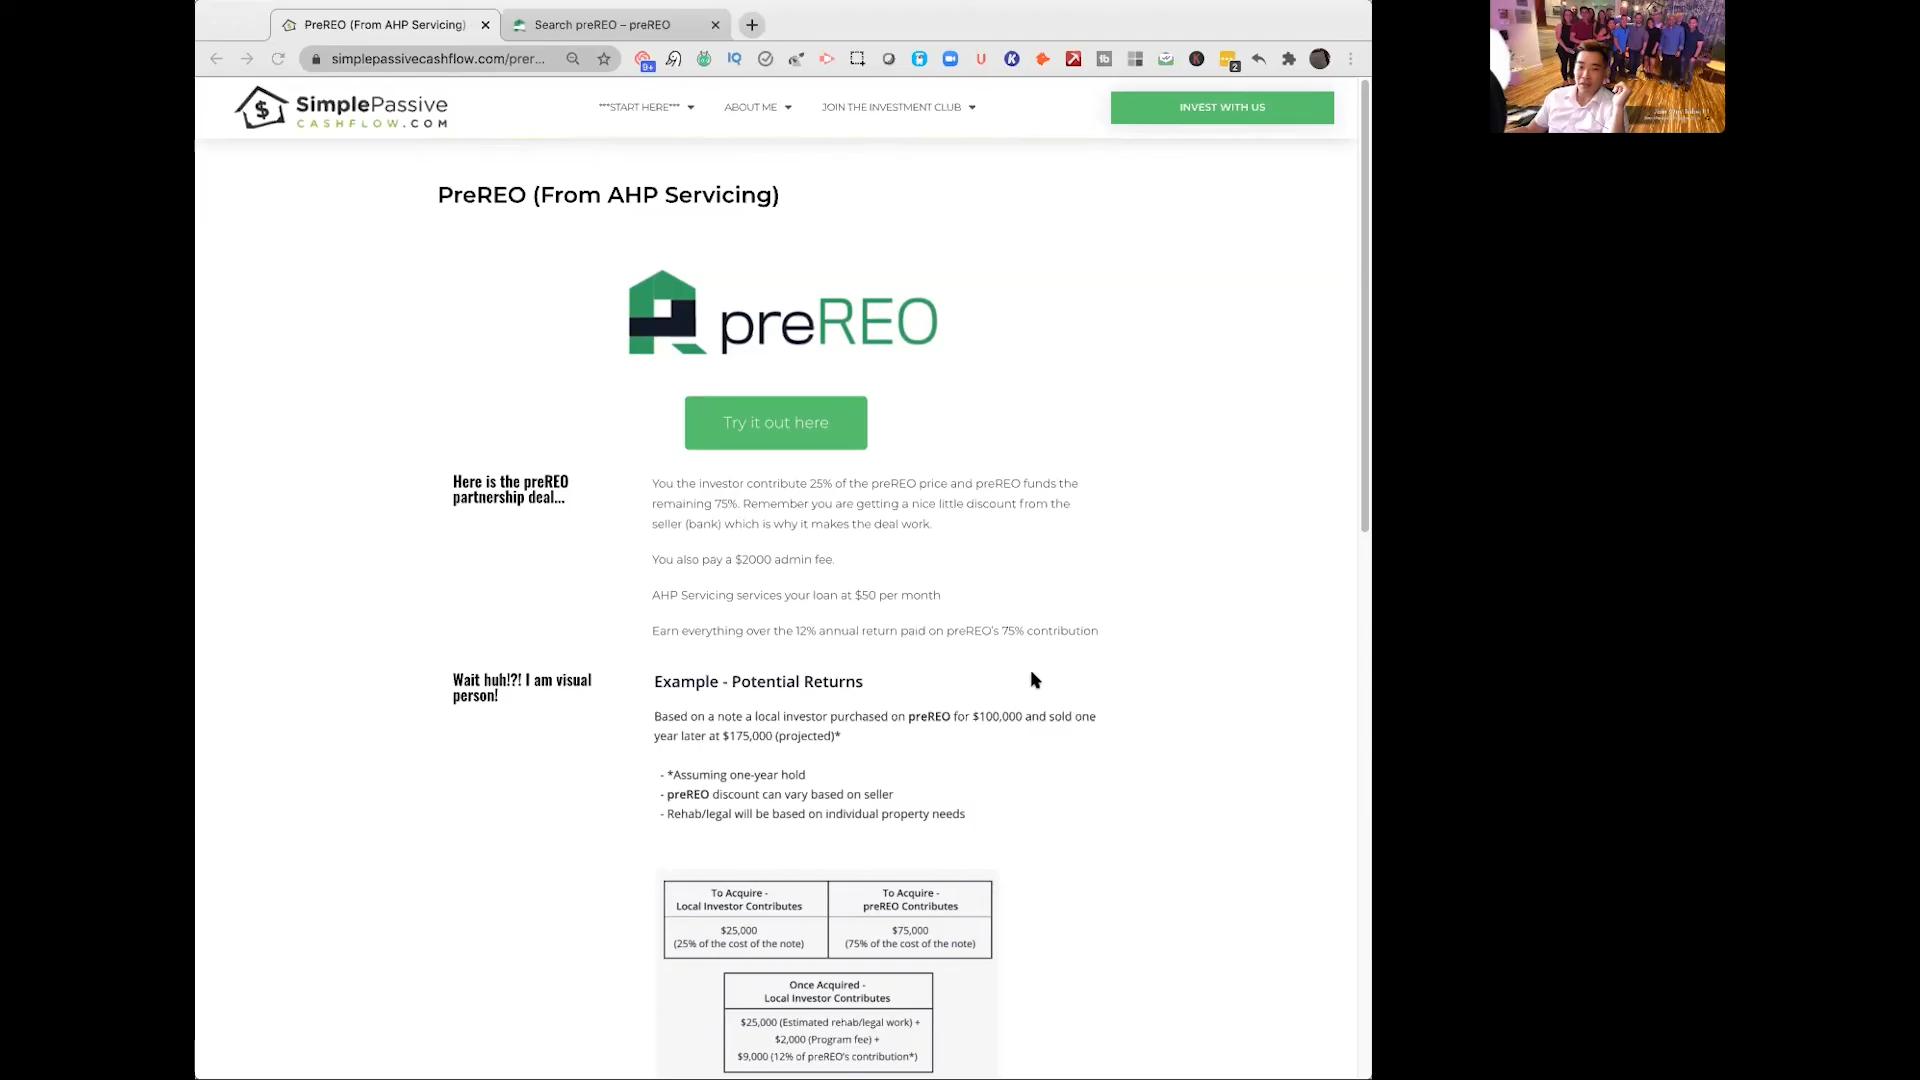 PreREO (From AHP Servicing)
Search preREO – preREO
simplepassivecashflow.com/prer...
SimplePassive
CASHFLOW.COM
***START HERE***
ABOUT ME
JOIN THE INVESTMENT CLUB
INVEST WITH US
PreREO (From AHP Servicing)
preREO
Try it out here
Here is the preREO
partnership deal...
You the investor contribute 25% of the preREO price and preREO funds the
remaining 75%. Remember you are getting a nice little discount from the
seller (bank) which is why it makes the deal work.
You also pay a $2000 admin fee.
AHP Servicing services your loan at $50 per month
Earn everything over the 12% annual return paid on preREO's 75% contribution
Wait huh!?! I am visual
person!
Example - Potential Returns
Based on a note a local investor purchased on preREO for $100,000 and sold one
year later at $175,000 (projected)*
- *Assuming one-year hold
- preREO discount can vary based on seller
- Rehab/legal will be based on individual property needs
To Acquire -
Local Investor Contributes
$25,000
(25% of the cost of the note)
To Acquire -
preREO Contributes
$75,000
(75% of the cost of the note)
Once Acquired -
Local Investor Contributes
$25,000 (Estimated rehab/legal work) +
$2,000 (Program fee) +
$9,000 (12% of preREO's contribution*)